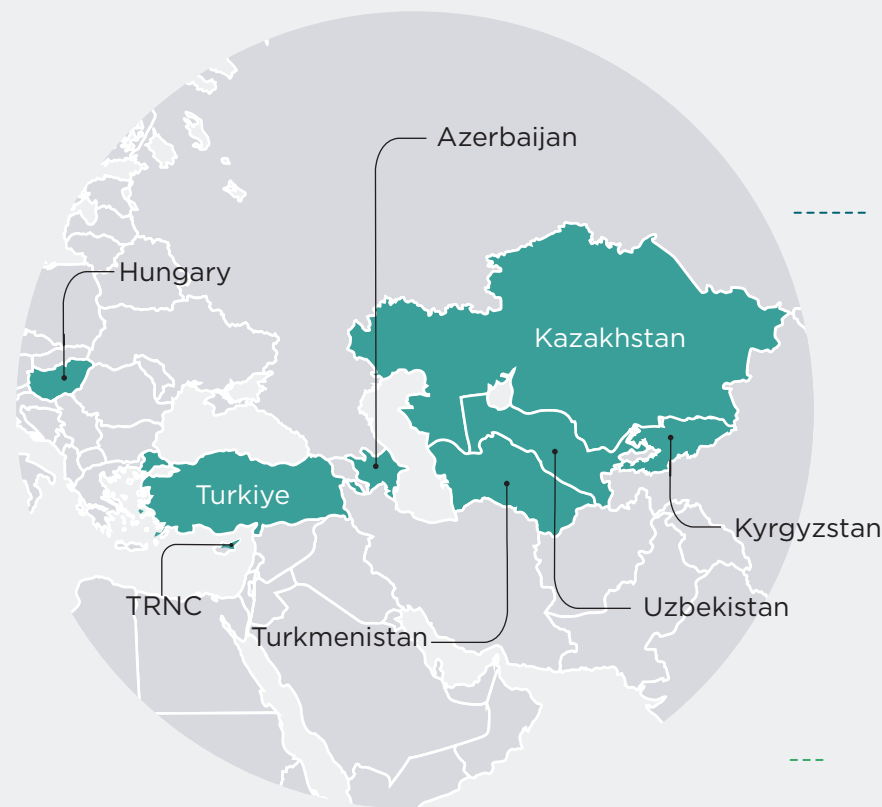 Azerbaijan
Hungary
Kazakhstan
Turkiye
Kyrgyzstan
TRNC
Uzbekistan
Turkmenistan